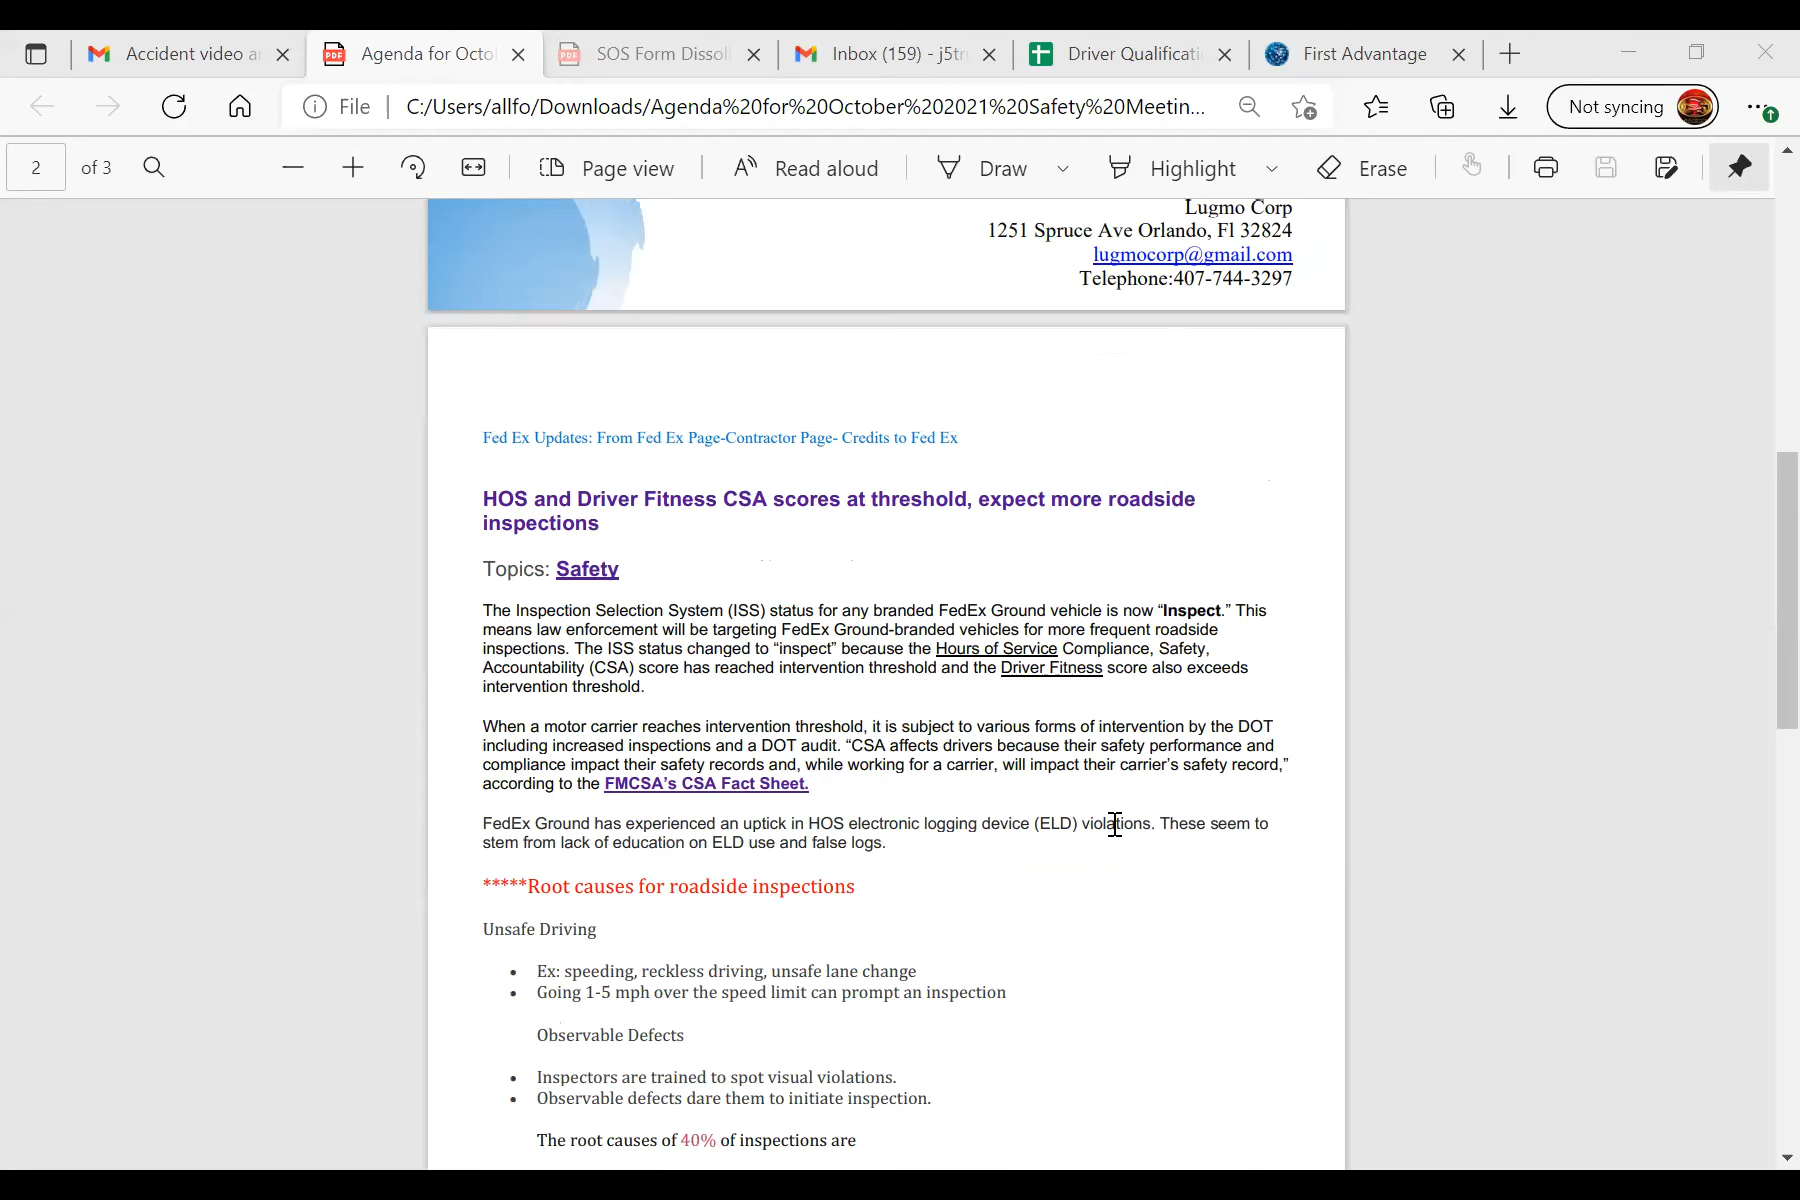 Accident video a
Agenda for Octo
SOS Form Dissol
Inbox (159) - j5tr
Driver Qualificati
First Advantage
File
C:/Users/allfo/Downloads/Agenda%20for%20October%202021%20Safety%20Meetin...
Not syncing
2 of 3
Page view
Read aloud
Draw
Highlight
Erase
Lugmo Corp
1251 Spruce Ave Orlando, Fl 32824
lugmocorp@gmail.com
Telephone:407-744-3297
Fed Ex Updates: From Fed Ex Page-Contractor Page- Credits to Fed Ex
HOS and Driver Fitness CSA scores at threshold, expect more roadside
inspections
Topics: Safety
The Inspection Selection System (ISS) status for any branded FedEx Ground vehicle is now “Inspect.” This
means law enforcement will be targeting FedEx Ground-branded vehicles for more frequent roadside
inspections. The ISS status changed to “inspect” because the Hours of Service Compliance, Safety,
Accountability (CSA) score has reached intervention threshold and the Driver Fitness score also exceeds
intervention threshold.
When a motor carrier reaches intervention threshold, it is subject to various forms of intervention by the DOT
including increased inspections and a DOT audit. “CSA affects drivers because their safety performance and
compliance impact their safety records and, while working for a carrier, will impact their carrier’s safety record,”
according to the FMCSA’s CSA Fact Sheet.
FedEx Ground has experienced an uptick in HOS electronic logging device (ELD) violations. These seem to
stem from lack of education on ELD use and false logs.
*****Root causes for roadside inspections
Unsafe Driving
• Ex: speeding, reckless driving, unsafe lane change
• Going 1-5 mph over the speed limit can prompt an inspection
Observable Defects
• Inspectors are trained to spot visual violations.
• Observable defects dare them to initiate inspection.
The root causes of 40% of inspections are